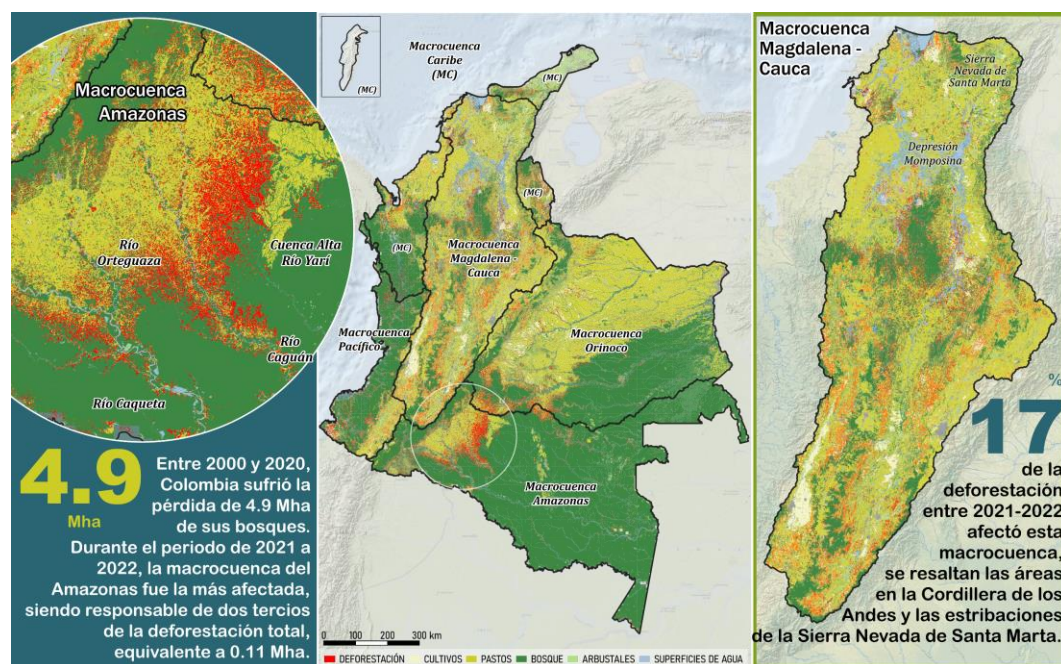 Macrocuenca
Amazonas
Río
Orteguaza
Cuenca Alta
Río Yarí
Río
Caguán
Río Caqueta
4.9
Mha
Entre 2000 y 2020,
Colombia sufrió la
pérdida de 4.9 Mha
de sus bosques.
Durante el periodo de 2021 a
2022, la macrocuenca del
Amazonas fue la más afectada,
siendo responsable de dos tercios
de la deforestación total,
equivalente a 0.11 Mha.
(MC)
Macrocuenca
Caribe
(MC)
(MC)
(MC)
(MC)
Macrocuenca
Magdalena -
Cauca
Macrocuenca
Pacífico
Macrocuenca
Orinoco
Macrocuenca
Amazonas
0 100 200 300 km
DEFORESTACIÓN CULTIVOS PASTOS BOSQUE ARBUSTALES SUPERFICIES DE AGUA
Macrocuenca
Magdalena -
Cauca
Sierra
Nevada de
Santa Marta
Depresión
Momposina
%
17
de la
deforestación
entre 2021-2022
afectó esta
macrocuenca,
se resaltan las áreas
en la Cordillera de los
Andes y las estribaciones
de la Sierra Nevada de Santa Marta.